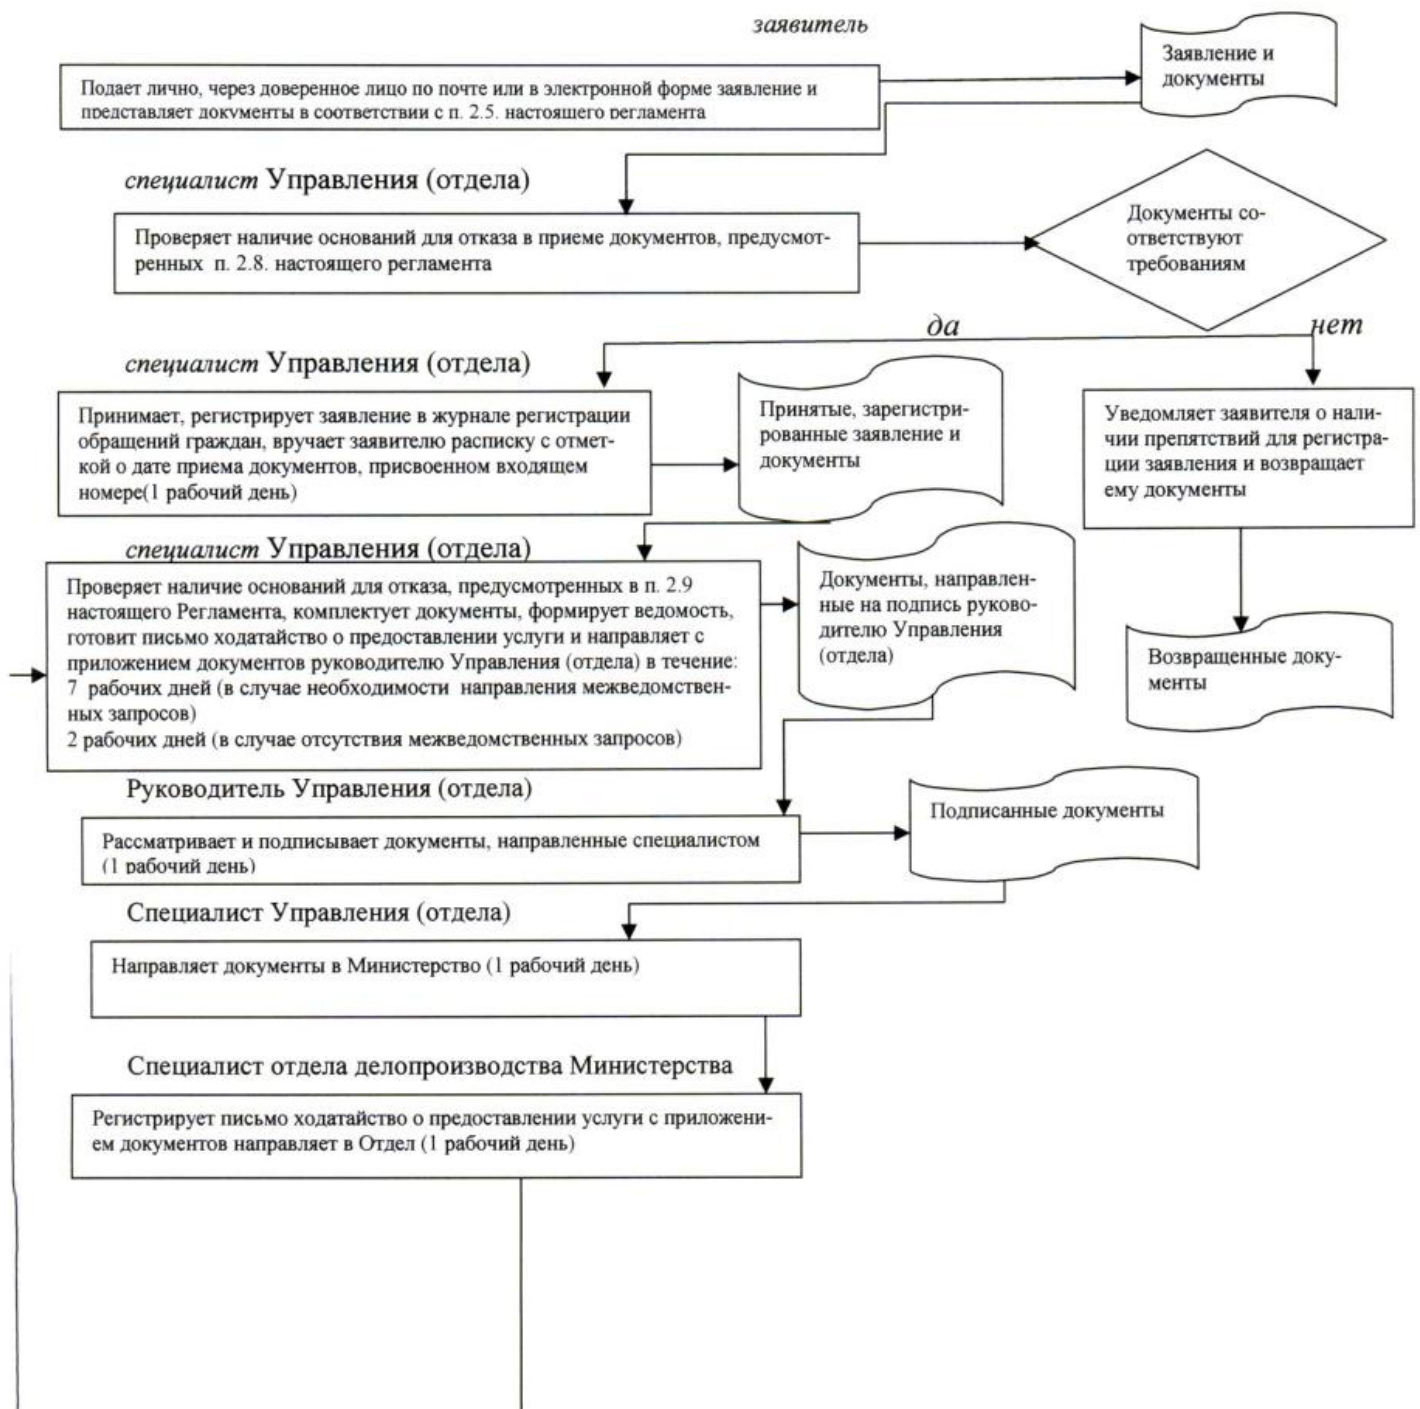 заявитель
Заявление и
документы
Подает лично, через доверенное лицо по почте или в электронной форме заявление и
представляет документы в соответствии с п. 2.5. настоящего регламента
специалист Управления (отдела)
Проверяет наличие оснований для отказа в приеме документов, предусмот-
ренных п. 2.8. настоящего регламента
Документы со-
ответствуют
требованиям
да
нет
специалист Управления (отдела)
Принимает, регистрирует заявление в журнале регистрации
обращений граждан, вручает заявителю расписку с отмет-
кой о дате приема документов, присвоенном входящем
номере(1 рабочий день)
Принятые, зарегистри-
рованные заявление и
документы
Уведомляет заявителя о нали-
чии препятствий для регистра-
ции заявления и возвращает
ему документы
специалист Управления (отдела)
Проверяет наличие оснований для отказа, предусмотренных в п. 2.9
настоящего Регламента, комплектует документы, формирует ведомость,
готовит письмо ходатайство о предоставлении услуги и направляет с
приложением документов руководителю Управления (отдела) в течение:
7 рабочих дней (в случае необходимости направления межведомствен-
ных запросов)
2 рабочих дней (в случае отсутствия межведомственных запросов)
Документы, направлен-
ные на подпись руково-
дителю Управления
(отдела)
Возвращенные доку-
менты
Руководитель Управления (отдела)
Рассматривает и подписывает документы, направленные специалистом
(1 рабочий день)
Подписанные документы
Специалист Управления (отдела)
Направляет документы в Министерство (1 рабочий день)
Специалист отдела делопроизводства Министерства
Регистрирует письмо ходатайство о предоставлении услуги с приложени-
ем документов направляет в Отдел (1 рабочий день)